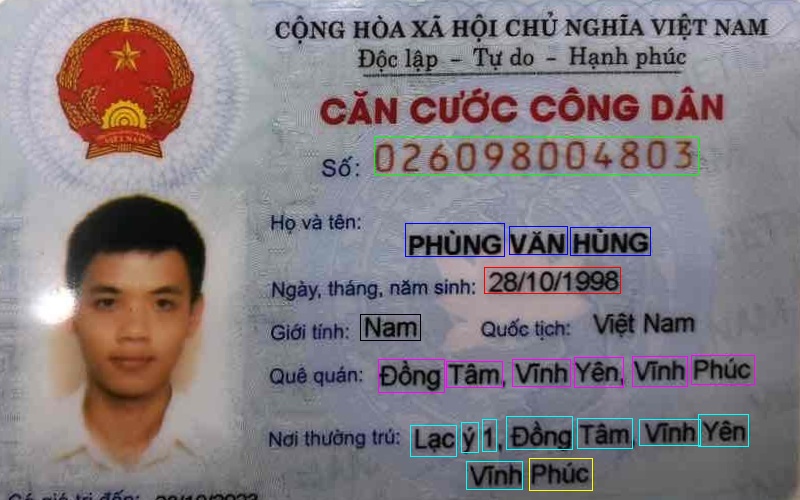 CỘNG HÒA XÃ HỘI CHỦ NGHĨA VIỆT NAM
Độc lập - Tự do - Hạnh phúc
CĂN CƯỚC CÔNG DÂN
Số: 026098004803
Họ và tên:
PHÙNG VĂN HÙNG
Ngày, tháng, năm sinh: 28/10/1998
Giới tính: Nam Quốc tịch: Việt Nam
Quê quán: Đồng Tâm, Vĩnh Yên, Vĩnh Phúc
Nơi thường trú: Lạc ý 1, Đồng Tâm, Vĩnh Yên
Vĩnh Phúc
Có giá trị đến: 28/10/2023
VIỆT NAM